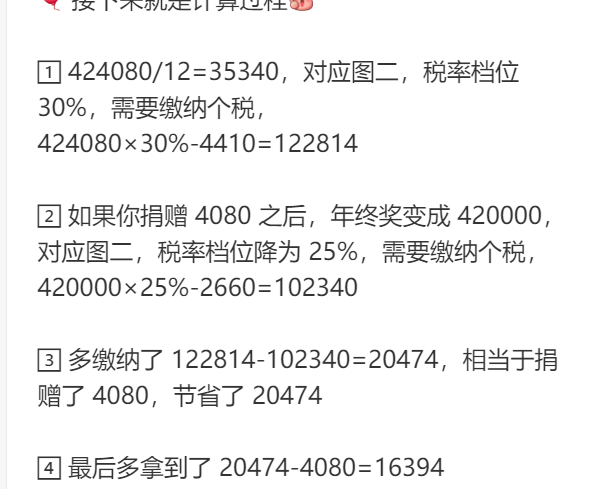 接下来就是计算过程
1 424080/12=35340，对应图二，税率档位
30%，需要缴纳个税，
424080×30%-4410=122814
2 如果你捐赠 4080 之后，年终奖变成 420000，
对应图二，税率档位降为 25%，需要缴纳个税，
420000×25%-2660=102340
3 多缴纳了 122814-102340=20474，相当于捐
赠了 4080，节省了 20474
4 最后多拿到了 20474-4080=16394